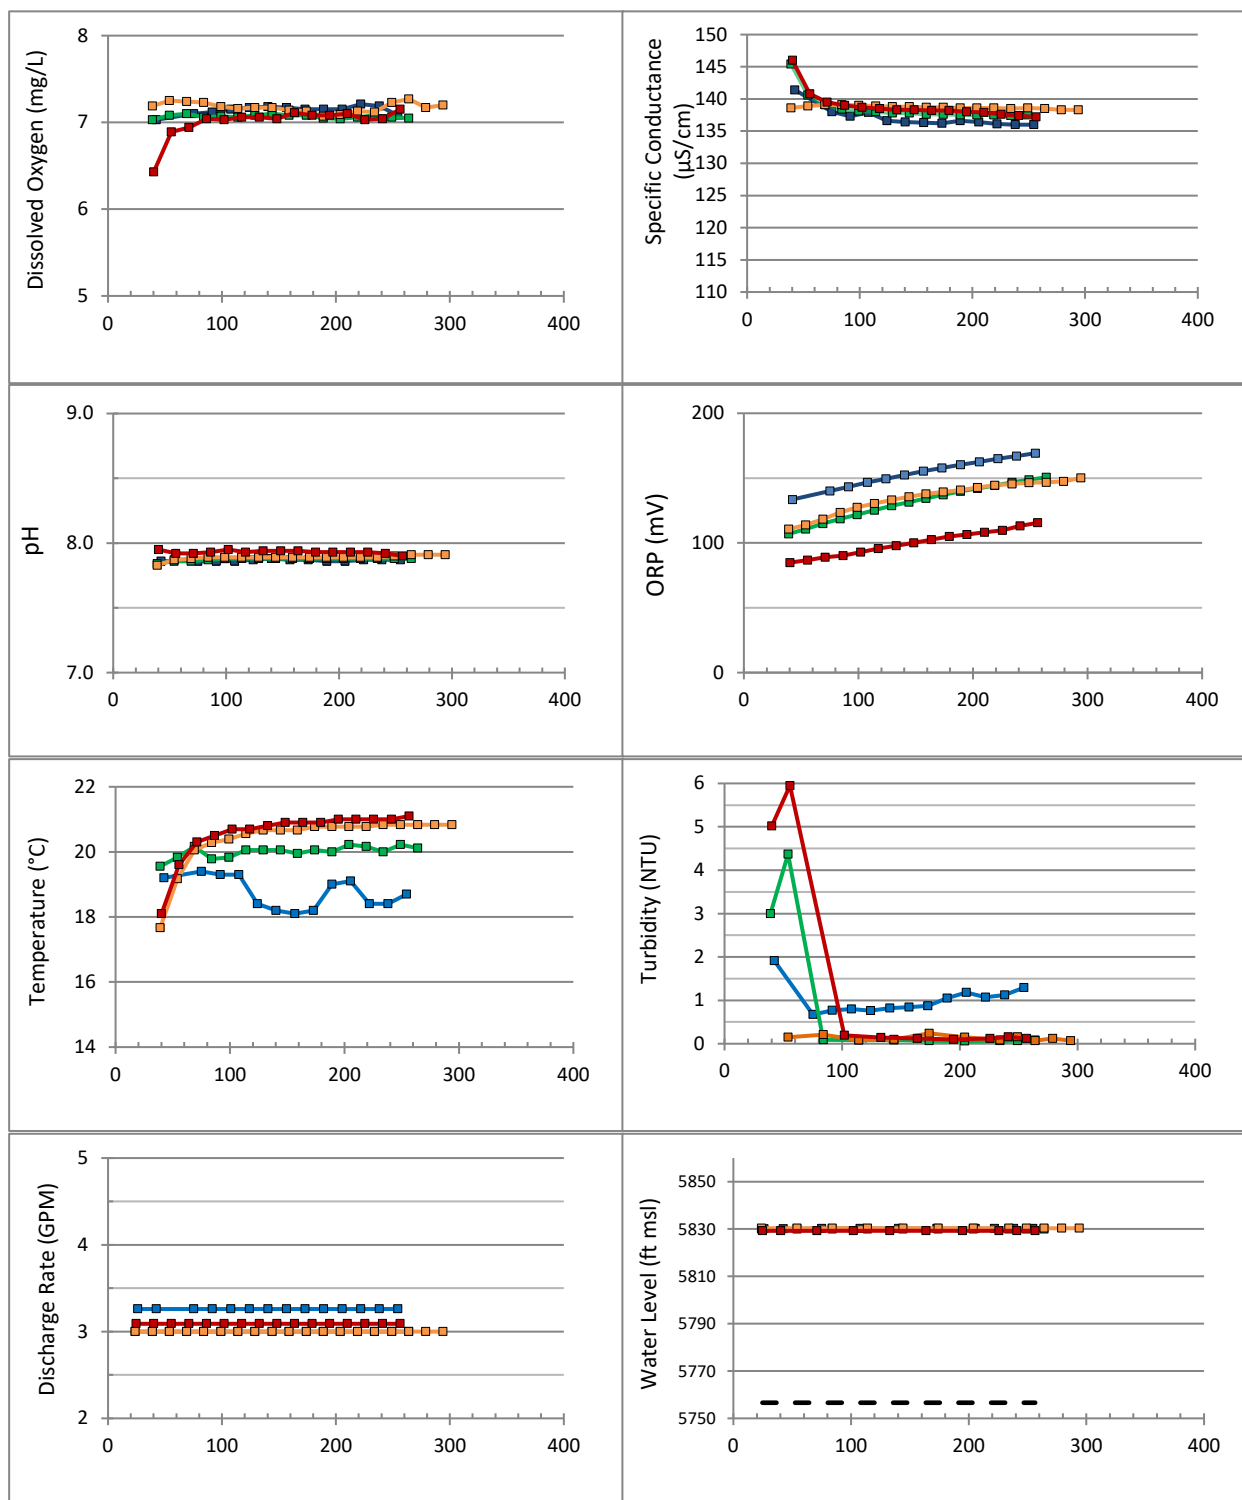 Dissolved Oxygen (mg/L)
8
7
6
5
0 100 200 300 400
Specific Conductance
(µS/cm)
150
145
140
135
130
125
120
115
110
0 100 200 300 400
pH
9.0
8.0
7.0
0 100 200 300 400
ORP (mV)
200
100
0
0 100 200 300 400
Temperature (°C)
22
20
18
16
14
0 100 200 300 400
Turbidity (NTU)
6
5
4
3
2
1
0
0 100 200 300 400
Discharge Rate (GPM)
5
4
3
2
0 100 200 300 400
Water Level (ft msl)
5850
5830
5810
5790
5770
5750
0 100 200 300 400